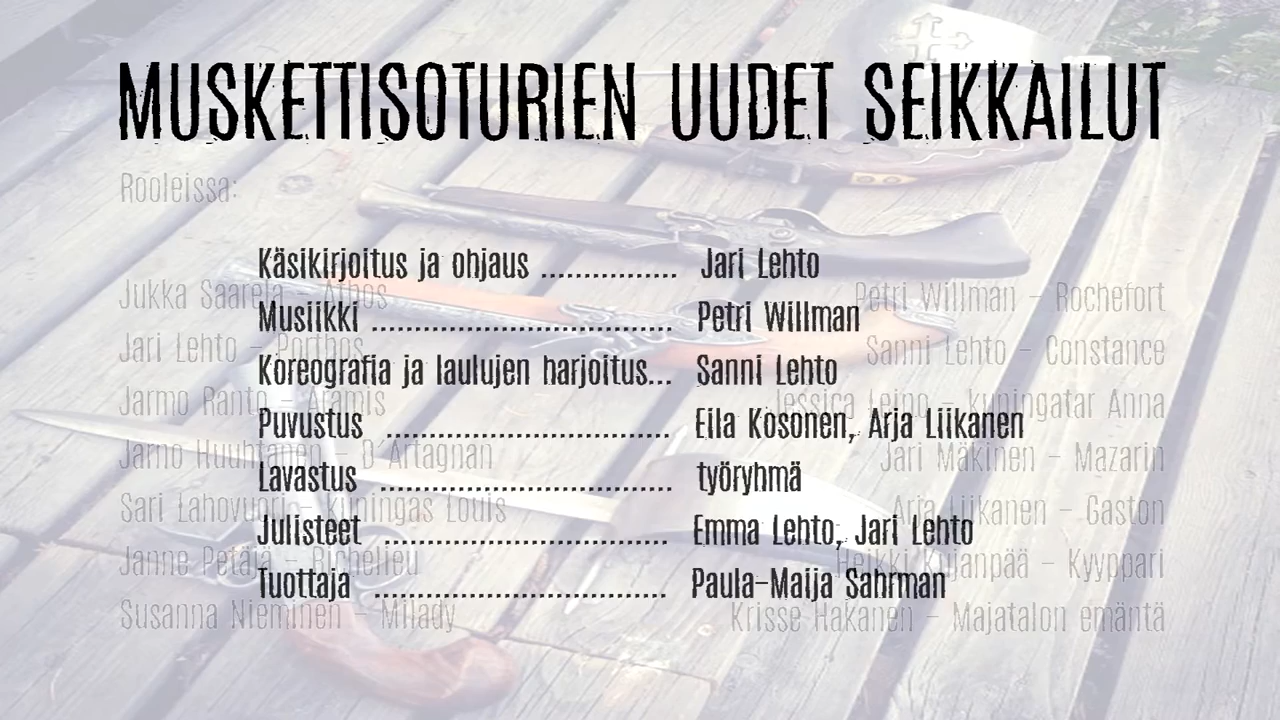 MUSKETTISOTURIEN UUDET SEIKKAILUT
Rooleissa:
Käsikirjoitus ja ohjaus ................ Jari Lehto
Musiikki ................................... Petri Willman
Koreografia ja laulujen harjoitus... Sanni Lehto
Puvustus ................................. Eila Kosonen, Arja Liikanen
Lavastus .................................. työryhmä
Julisteet ................................. Emma Lehto, Jari Lehto
Tuottaja .................................. Paula-Maija Sahrman
Jukka Saarela - Athos
Jari Lehto - Porthos
Jarmo Ranto - Aramis
Jarno Huuhtanen - D'Artagnan
Sari Lahovuori - kuningas Louis
Janne Petäjä - Richelieu
Susanna Nieminen - Milady
Petri Willman - Rochefort
Sanni Lehto - Constance
Jessica Leino - kuningatar Anna
Jari Mäkinen - Mazarin
Arja Liikanen - Gaston
Heikki Kujanpää - Kyyppari
Krisse Hakanen - Majatalon emäntä